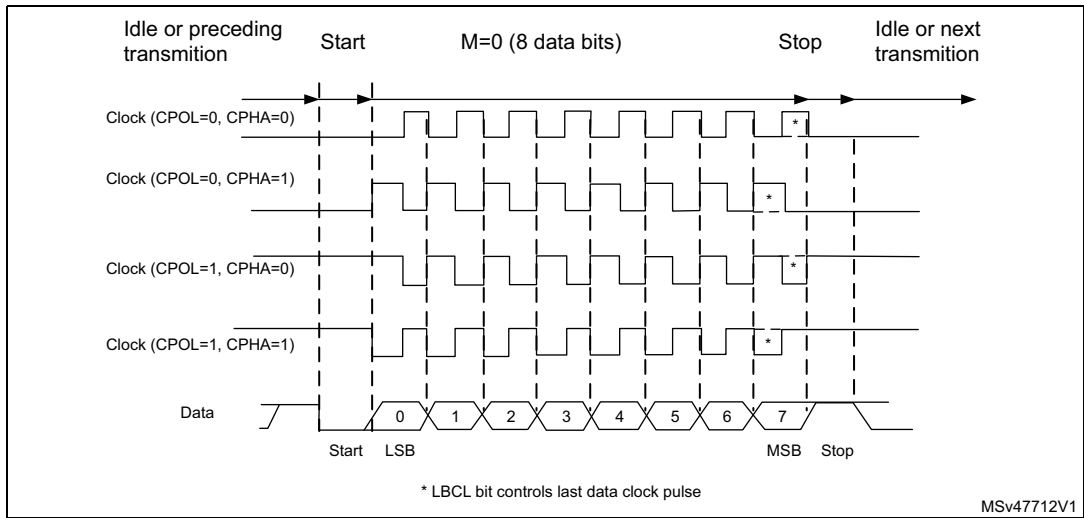 Idle or preceding
transmition
Start
M=0 (8 data bits)
Stop
Idle or next
transmition
Clock (CPOL=0, CPHA=0)
*
Clock (CPOL=0, CPHA=1)
*
Clock (CPOL=1, CPHA=0)
*
Clock (CPOL=1, CPHA=1)
*
Data
0 1 2 3 4 5 6 7
Start LSB MSB Stop
* LBCL bit controls last data clock pulse
MSv47712V1